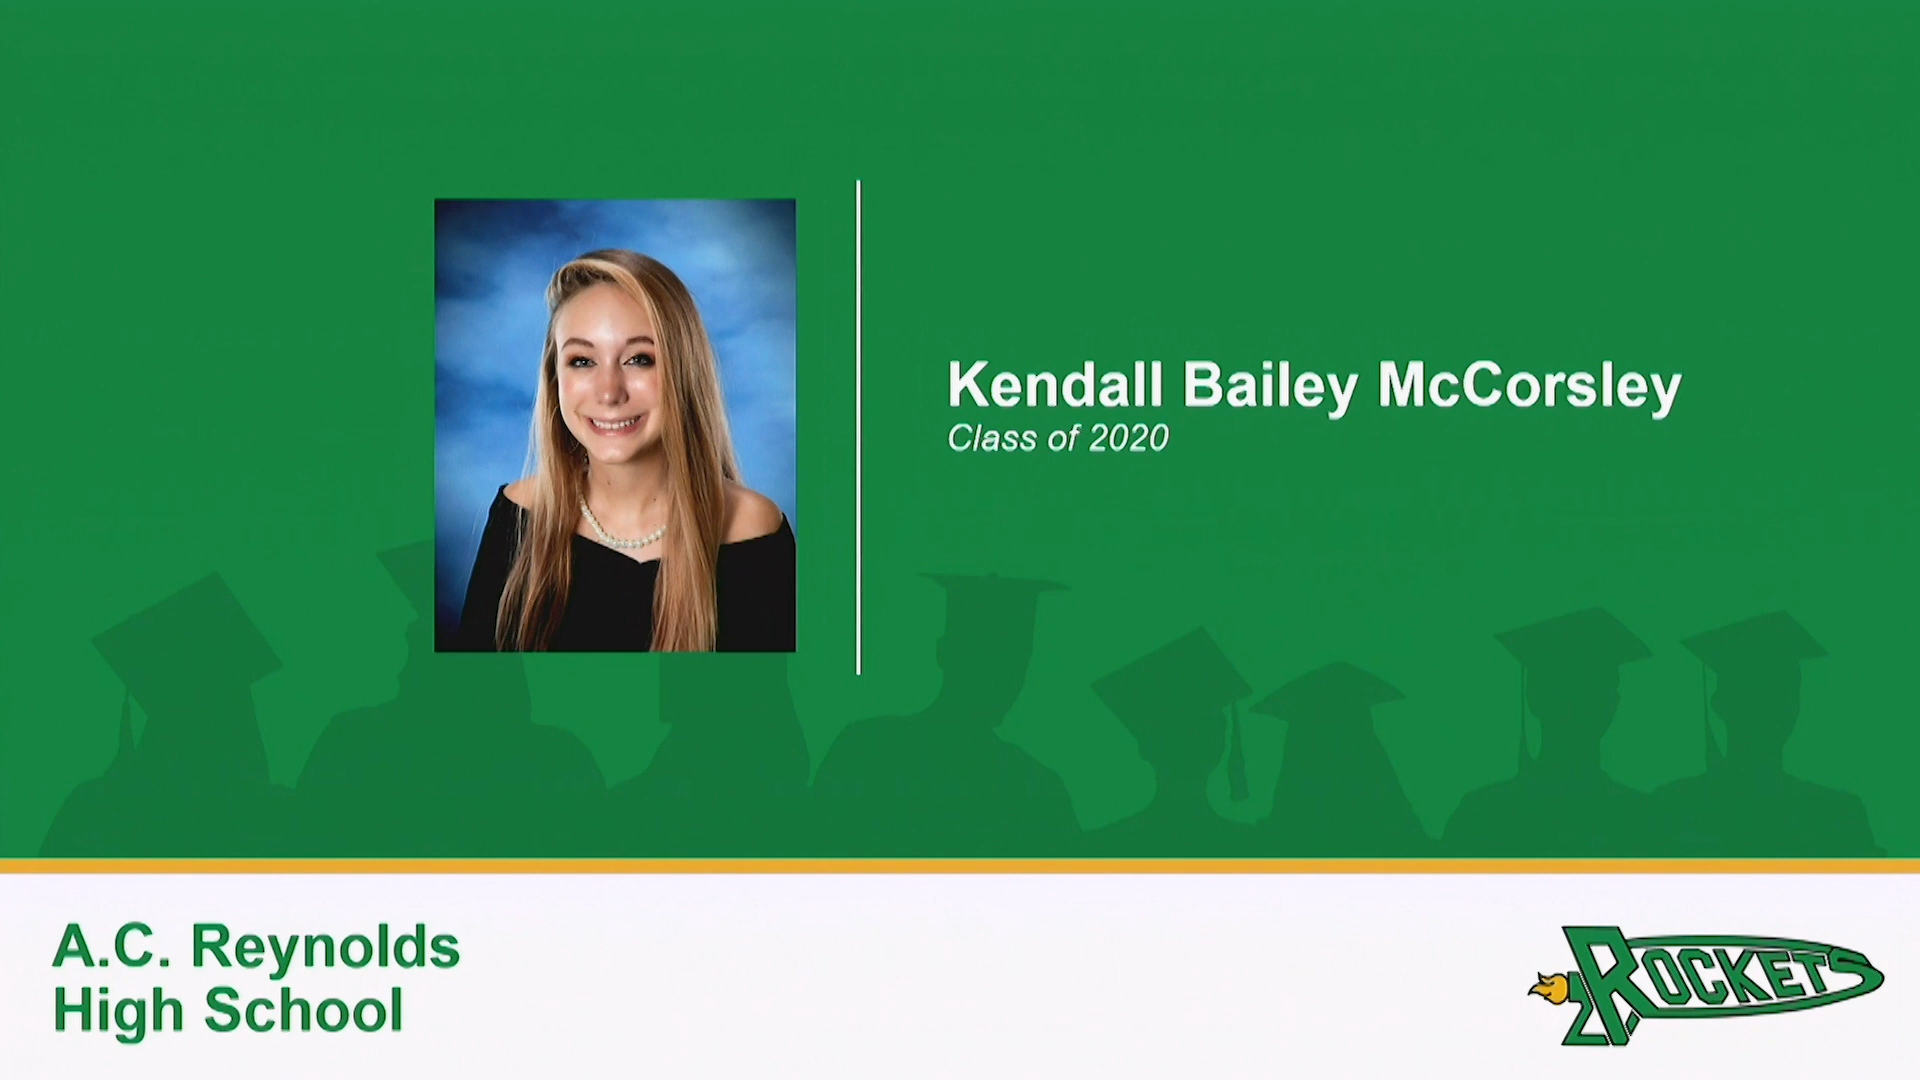 Kendall Bailey McCorsley
Class of 2020
A.C. Reynolds
High School
ROCKETS